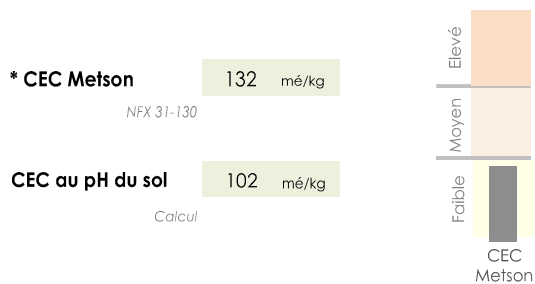 * CEC Metson 132 mé/kg
NFX 31-130
CEC au pH du sol 102 mé/kg
Calcul
Elevé
Moyen
Faible
CEC
Metson